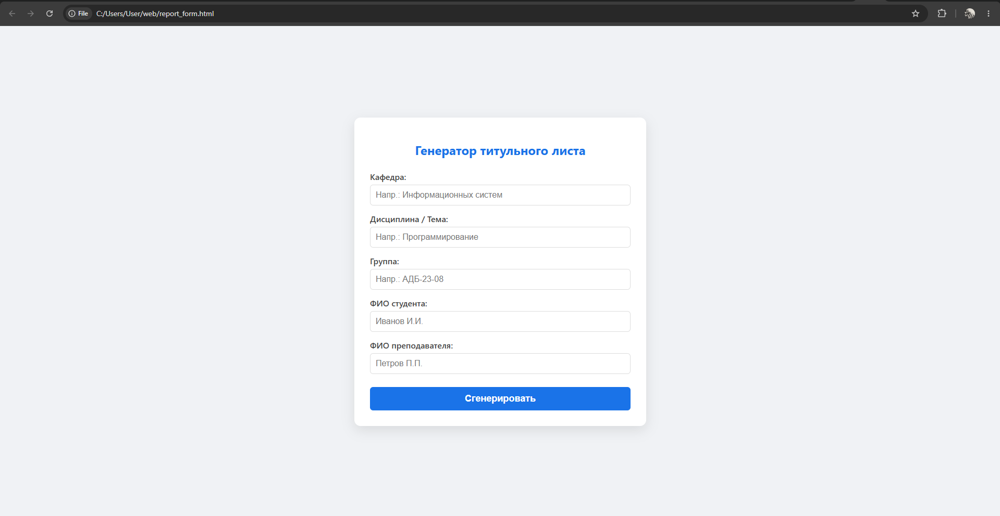 File C:/Users/User/web/report_form.html
Генератор титульного листа
Кафедра:
Напр.: Информационных систем
Дисциплина / Тема:
Напр.: Программирование
Группа:
Напр.: АДБ-23-08
ФИО студента:
Иванов И.И.
ФИО преподавателя:
Петров П.П.
Сгенерировать